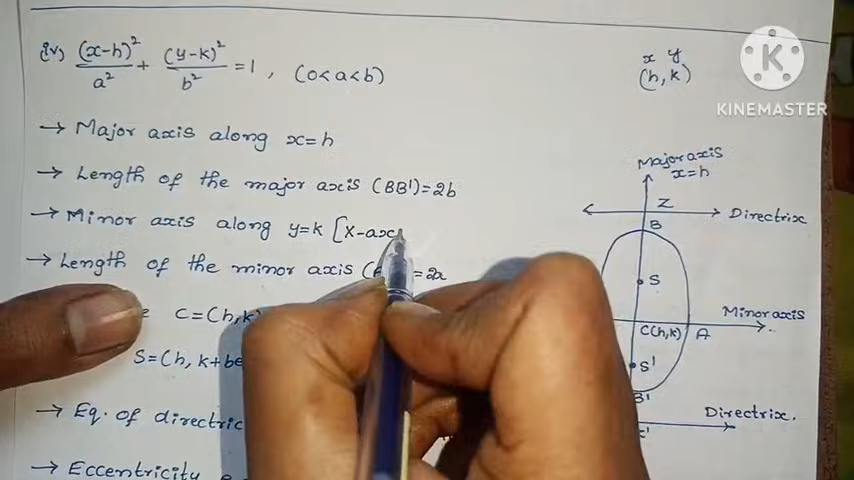 (iv) (x-h)²/a² + (y-k)²/b² = 1 , (0<a<b)
→ Major axis along x=h
→ Length of the major axis (BB')=2b
→ Minor axis along y=k [X-axi
→ Length of the minor axis =2a
C=(h,k)
S=(h, k+be
→ Eq. of directric
→ Eccentricity
x y
(h,k)
KINEMASTER
Major axis
x=h
Z
Directrix
B
S
Minor axis
C(h,k) A
S'
B'
Directrix.